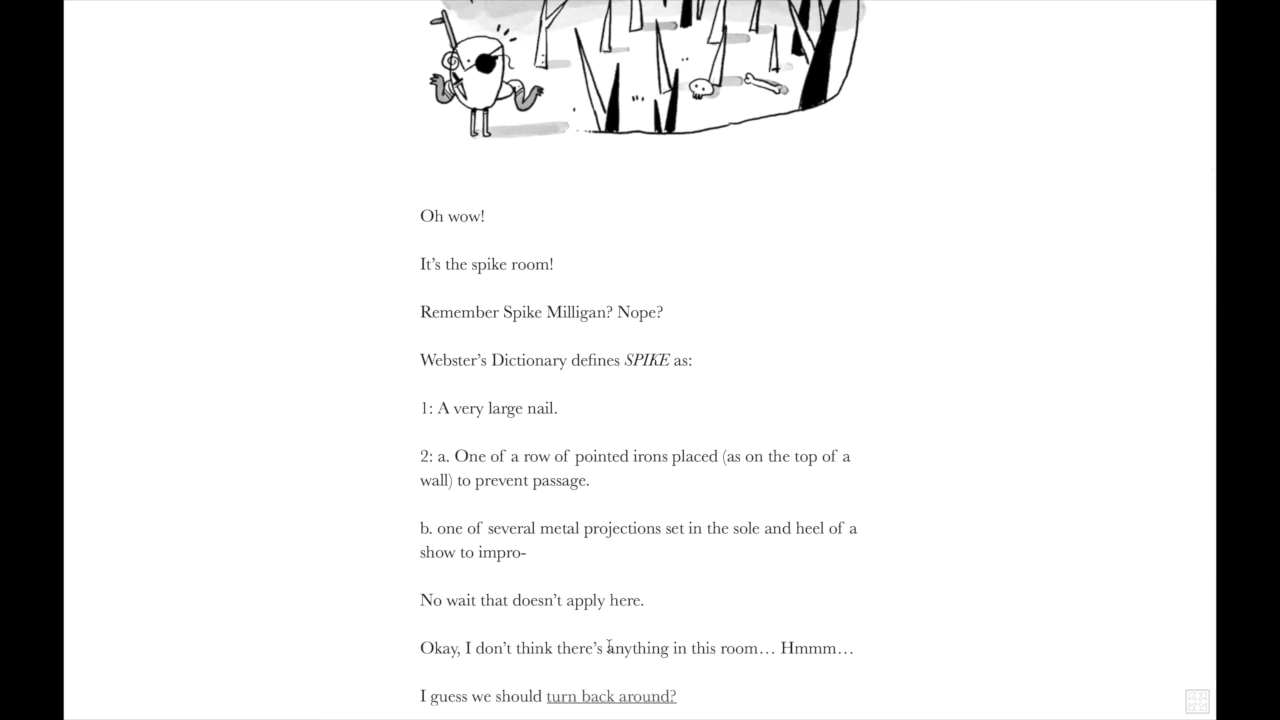 Oh wow!
It's the spike room!
Remember Spike Milligan? Nope?
Webster's Dictionary defines SPIKE as:
1: A very large nail.
2: a. One of a row of pointed irons placed (as on the top of a
wall) to prevent passage.
b. one of several metal projections set in the sole and heel of a
show to impro-
No wait that doesn't apply here.
Okay, I don't think there's anything in this room… Hmmm…
I guess we should turn back around?